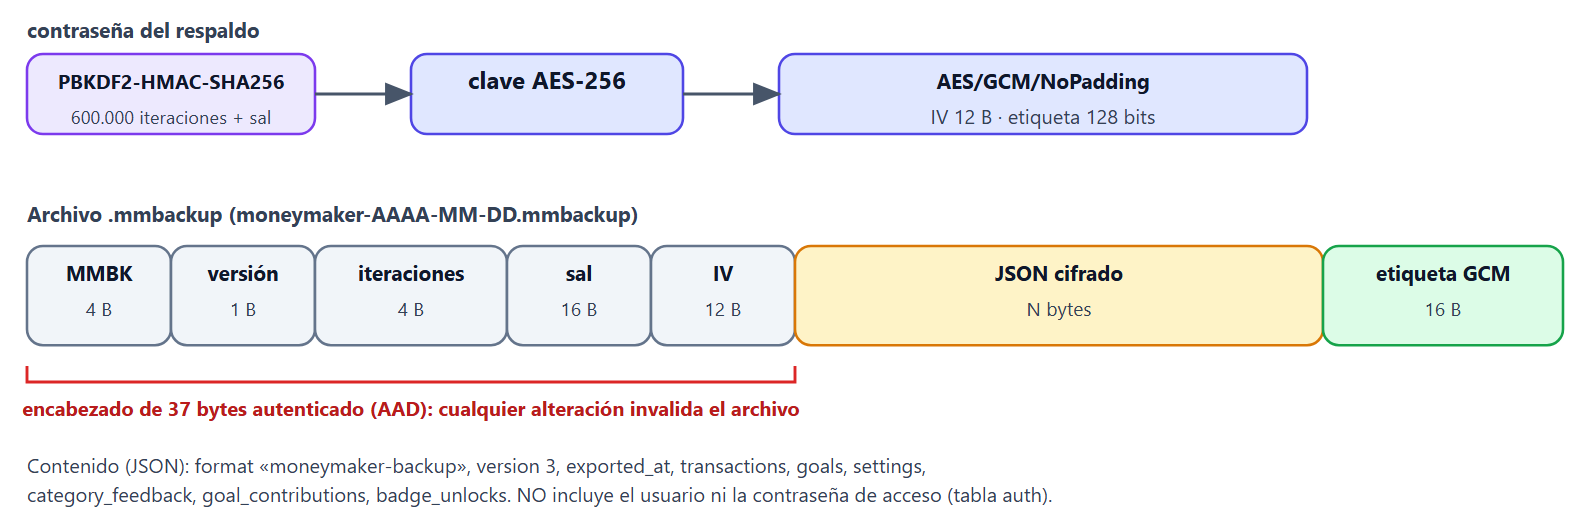 contraseña del respaldo
PBKDF2-HMAC-SHA256
600.000 iteraciones + sal
clave AES-256
AES/GCM/NoPadding
IV 12 B · etiqueta 128 bits
Archivo .mmbackup (moneymaker-AAAA-MM-DD.mmbackup)
MMBK
4 B
versión
1 B
iteraciones
4 B
sal
16 B
IV
12 B
JSON cifrado
N bytes
etiqueta GCM
16 B
encabezado de 37 bytes autenticado (AAD): cualquier alteración invalida el archivo
Contenido (JSON): format «moneymaker-backup», version 3, exported_at, transactions, goals, settings,
category_feedback, goal_contributions, badge_unlocks. NO incluye el usuario ni la contraseña de acceso (tabla auth).